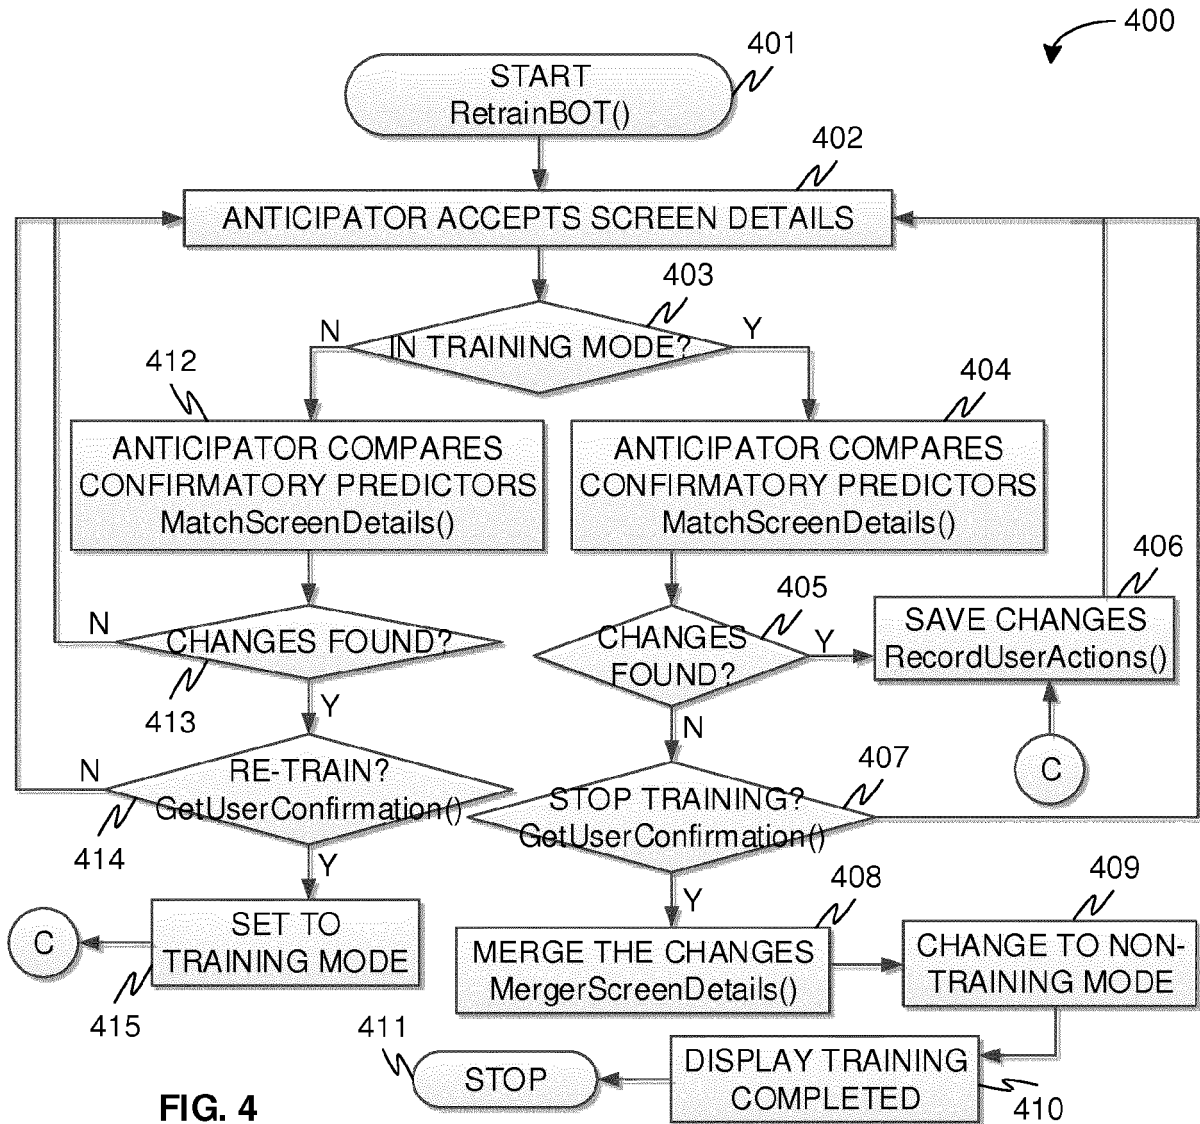 400
401
START
RetrainBOT()
402
ANTICIPATOR ACCEPTS SCREEN DETAILS
403
N
IN TRAINING MODE?
Y
412
ANTICIPATOR COMPARES
CONFIRMATORY PREDICTORS
MatchScreenDetails()
404
ANTICIPATOR COMPARES
CONFIRMATORY PREDICTORS
MatchScreenDetails()
N
CHANGES FOUND?
413
Y
405
CHANGES
FOUND?
Y
N
406
SAVE CHANGES
RecordUserActions()
C
N
RE-TRAIN?
GetUserConfirmation()
414
Y
407
STOP TRAINING?
GetUserConfirmation()
Y
C
SET TO
TRAINING MODE
415
408
MERGE THE CHANGES
MergerScreenDetails()
409
CHANGE TO NON-
TRAINING MODE
411
STOP
DISPLAY TRAINING
COMPLETED
410
FIG. 4